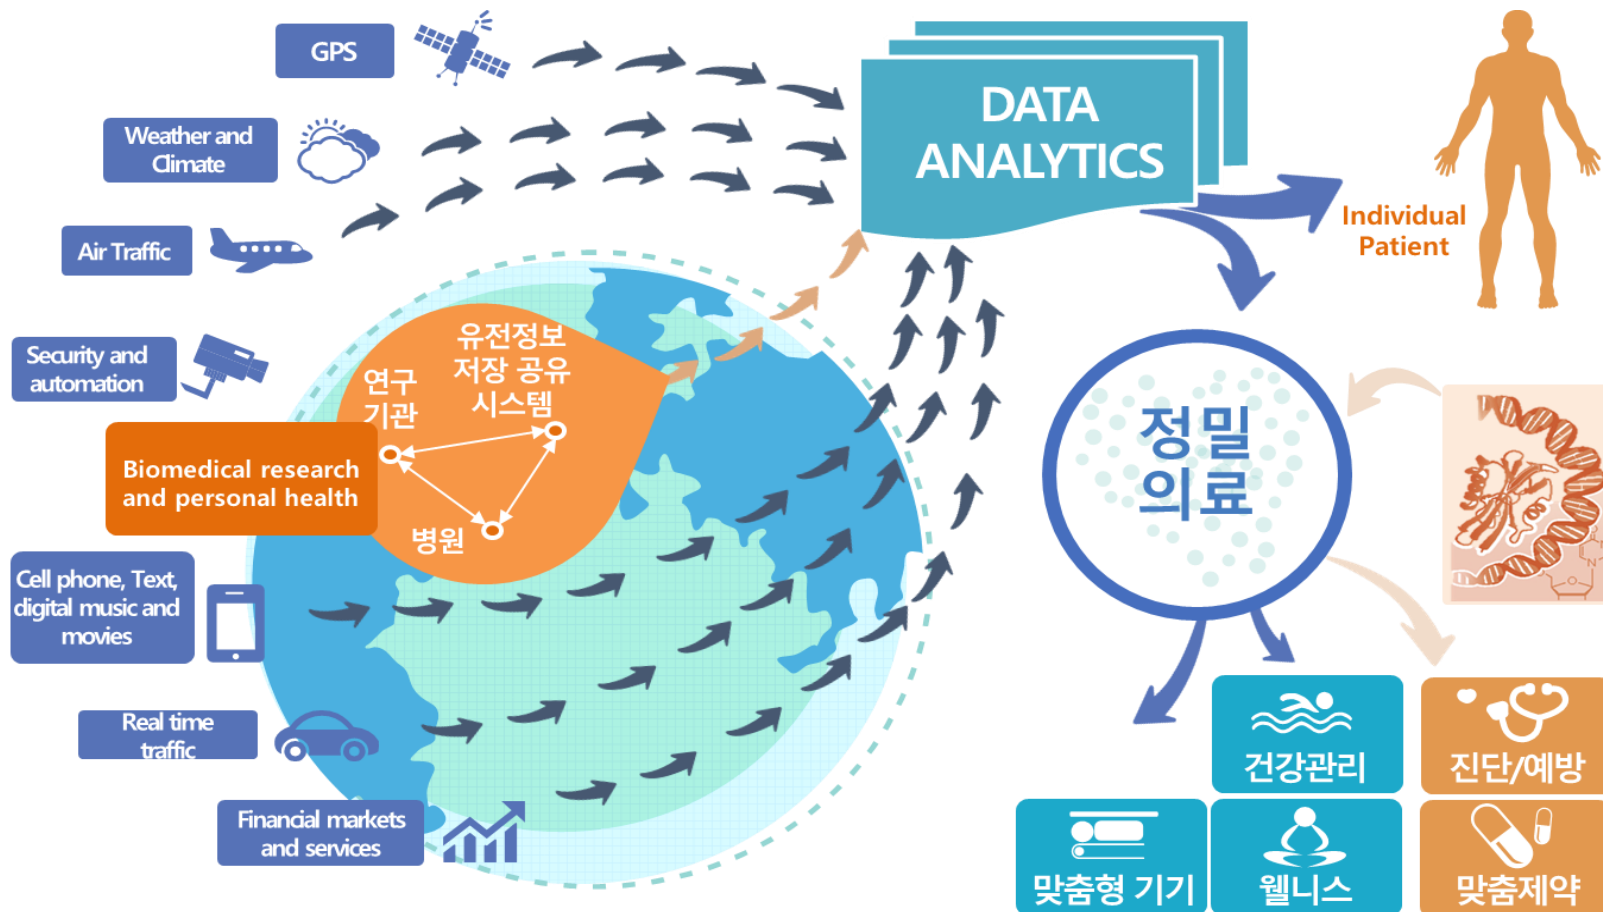 GPS
DATA
ANALYTICS
Weather and
Climate
Air Traffic
Individual
Patient
유전정보
저장 공유
시스템
연구
기관
병원
Security and
automation
Biomedical research
and personal health
정밀
의료
Cell phone, Text,
digital music and
movies
Real time
traffic
Financial markets
and services
건강관리
진단/예방
맞춤형 기기
웰니스
맞춤제약